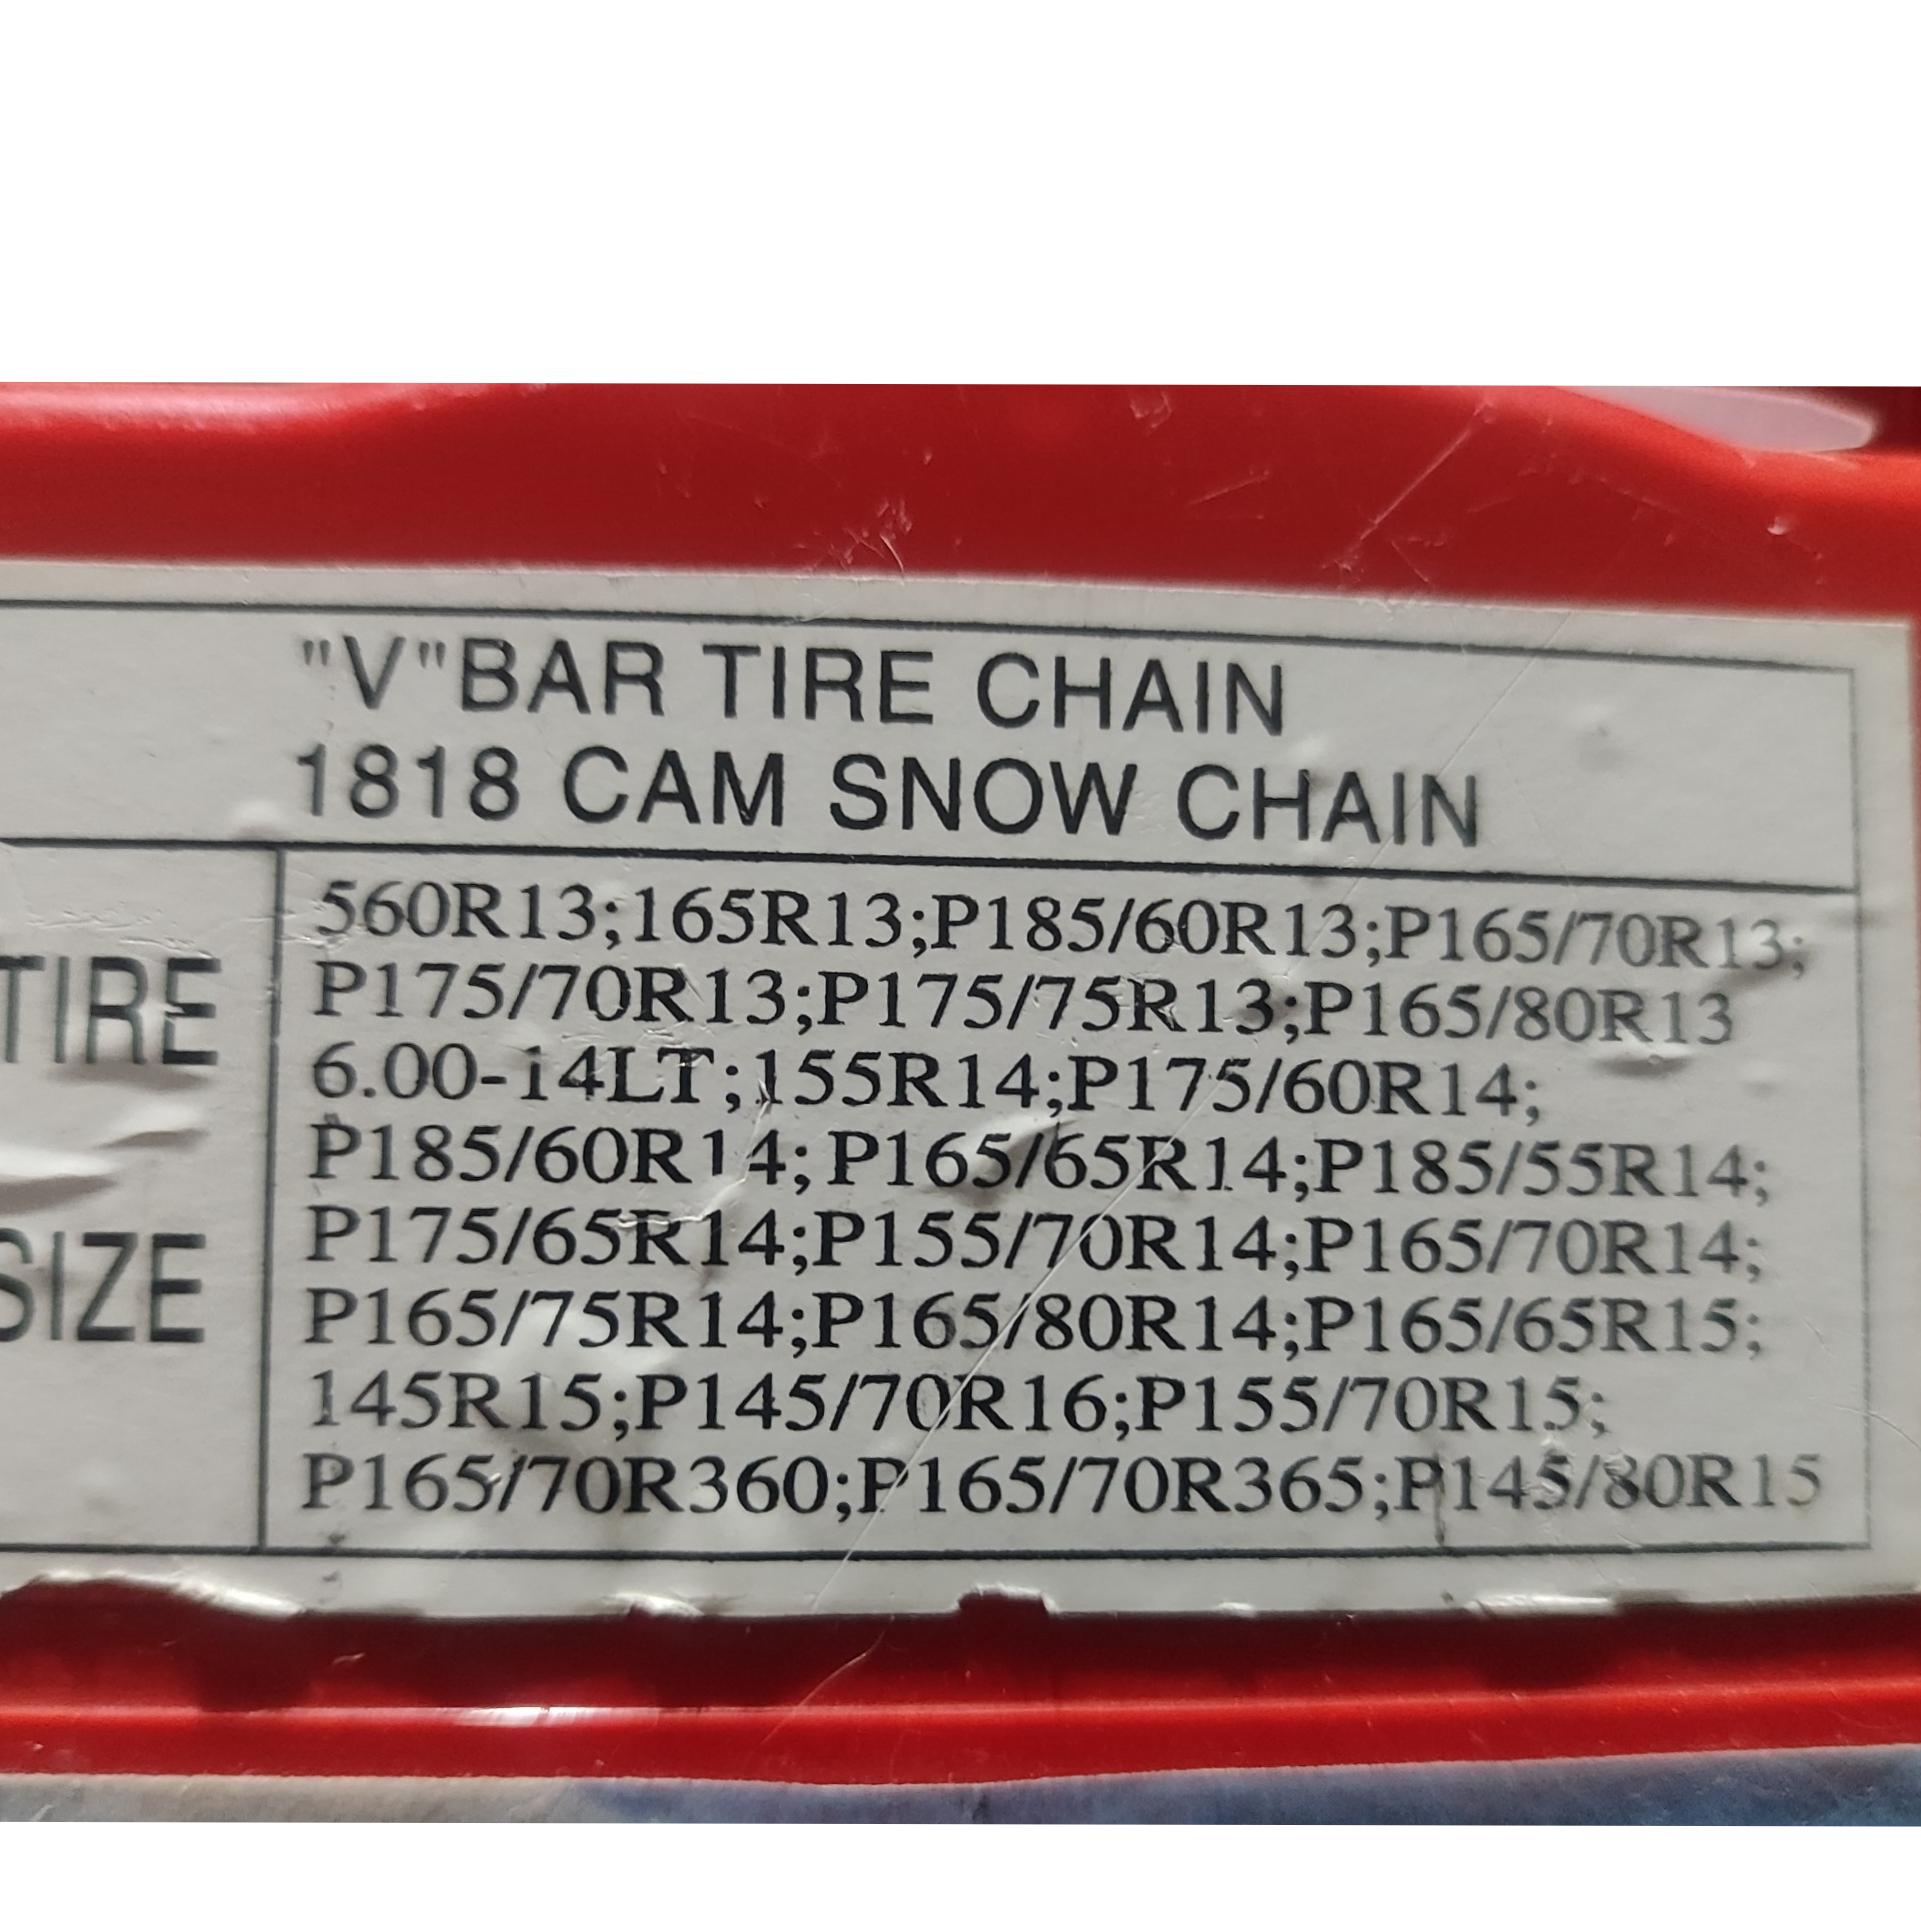 "V"BAR TIRE CHAIN
1818 CAM SNOW CHAIN
TIRE
SIZE
560R13;165R13;P185/60R13;P165/70R13;
P175/70R13;P175/75R13;P165/80R13
6.00-14LT;155R14;P175/60R14;
P185/60R14;P165/65R14;P185/55R14;
P175/65R14;P155/70R14;P165/70R14;
P165/75R14;P165/80R14;P165/65R15;
145R15;P145/70R16;P155/70R15;
P165/70R360;P165/70R365;P145/80R15